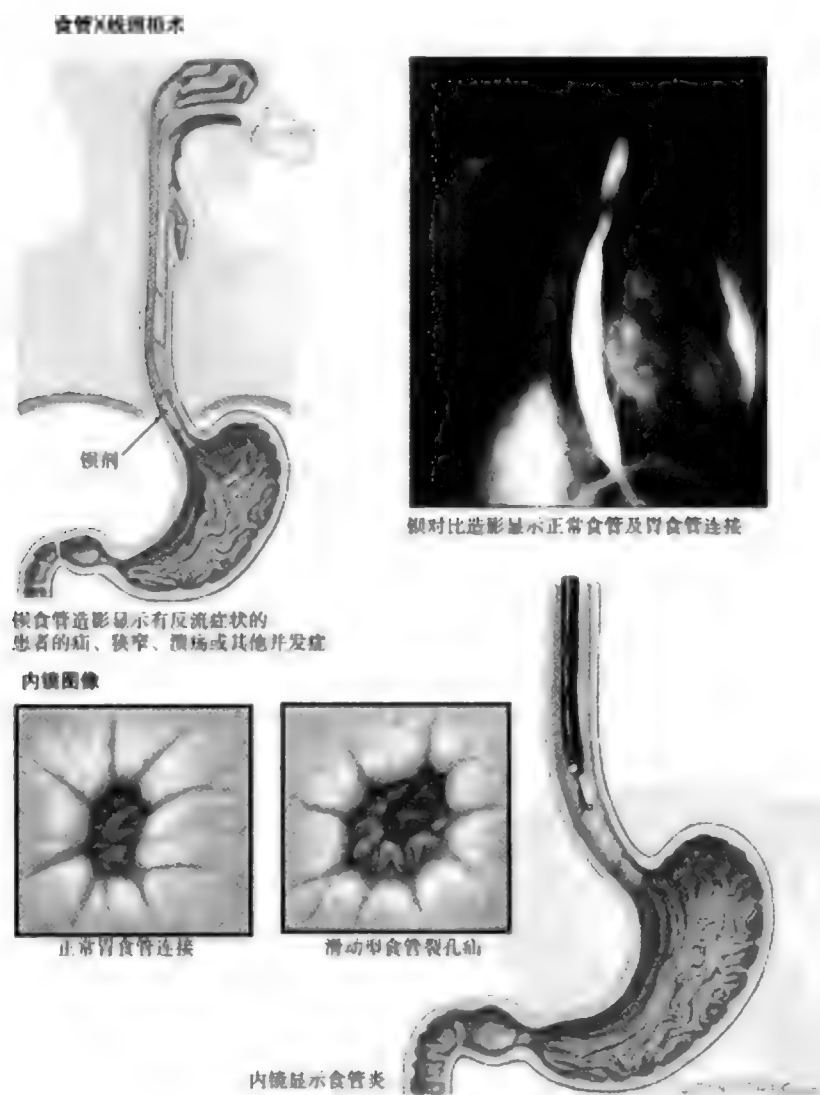 食管X线照相术
钡剂
钡对比造影显示正常食管及胃食管连接
钡食管造影显示有反流症状的
患者的疝、狭窄、溃疡或其他并发症
内镜图像
正常胃食管连接
滑动型食管裂孔疝
内镜显示食管炎